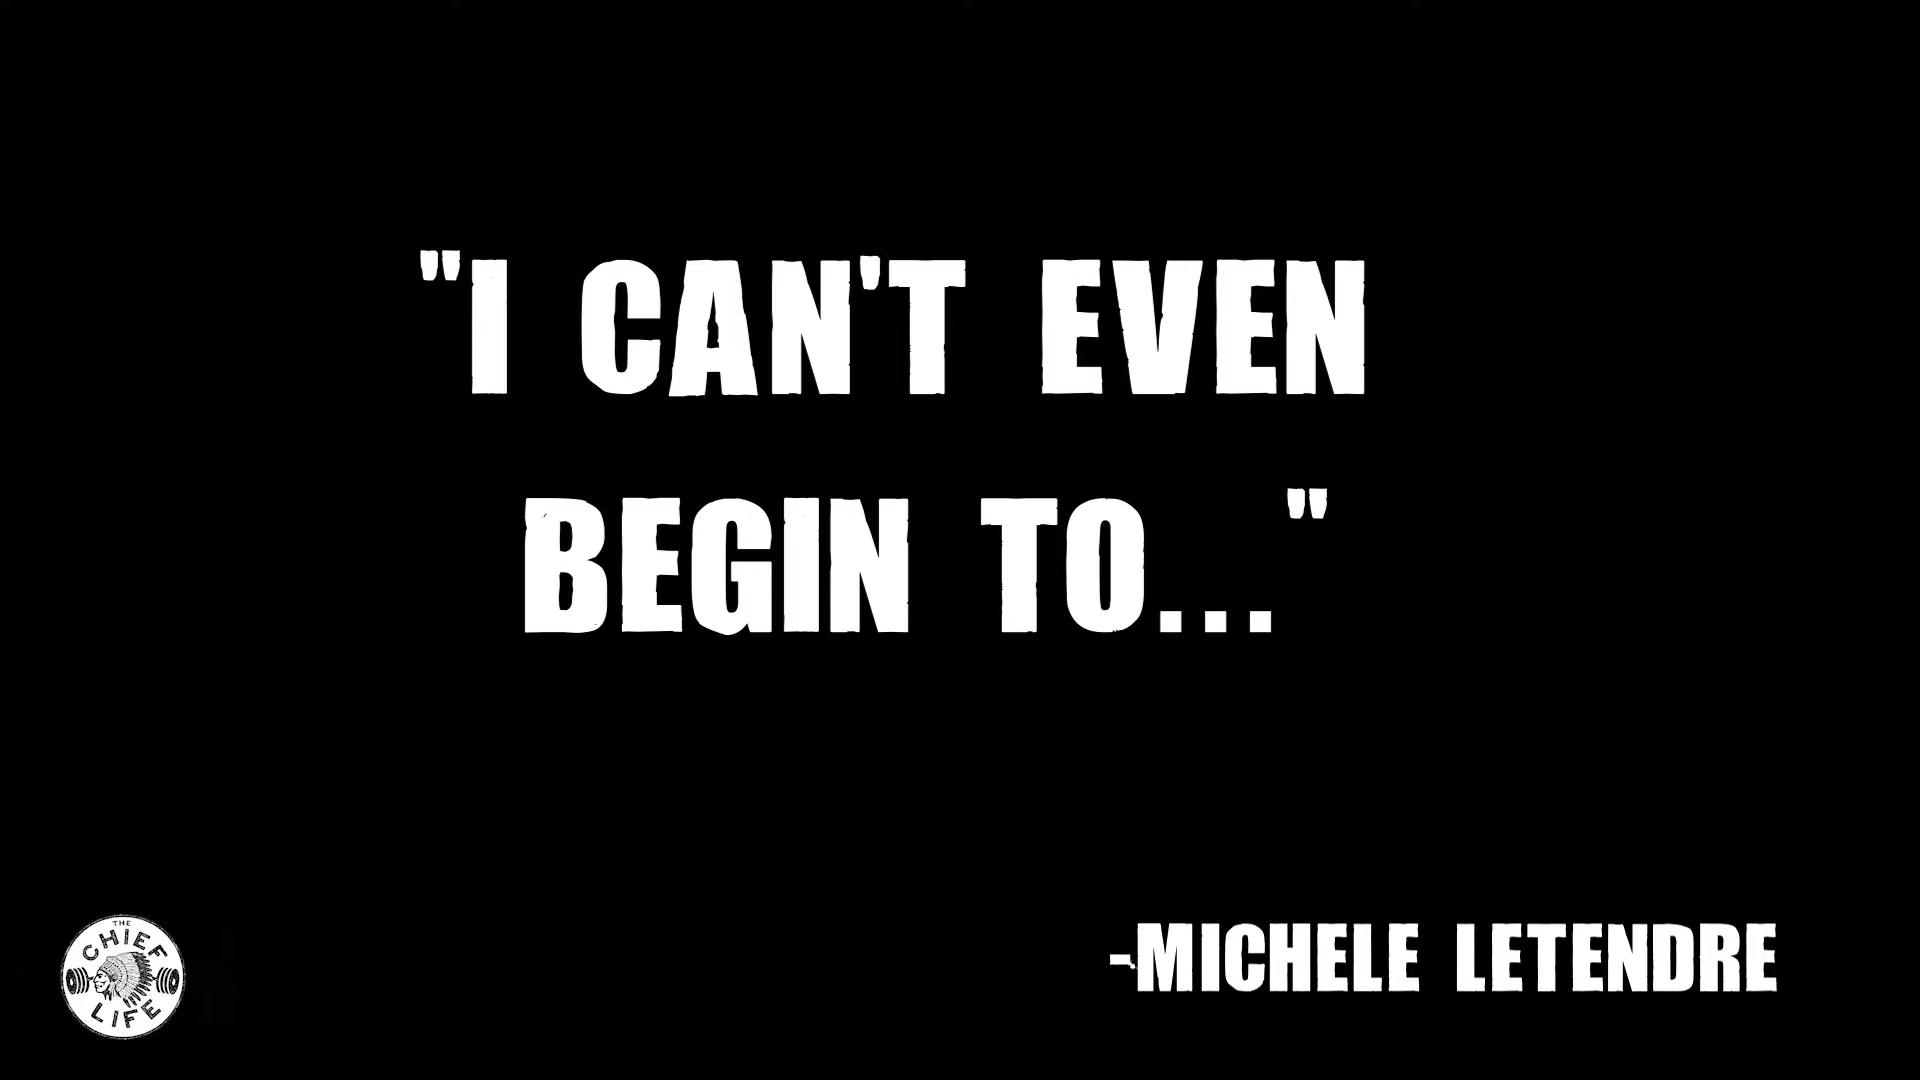 "I CAN'T EVEN
BEGIN TO..."
-MICHELE LETENDRE
THE
CHIEF
LIFE